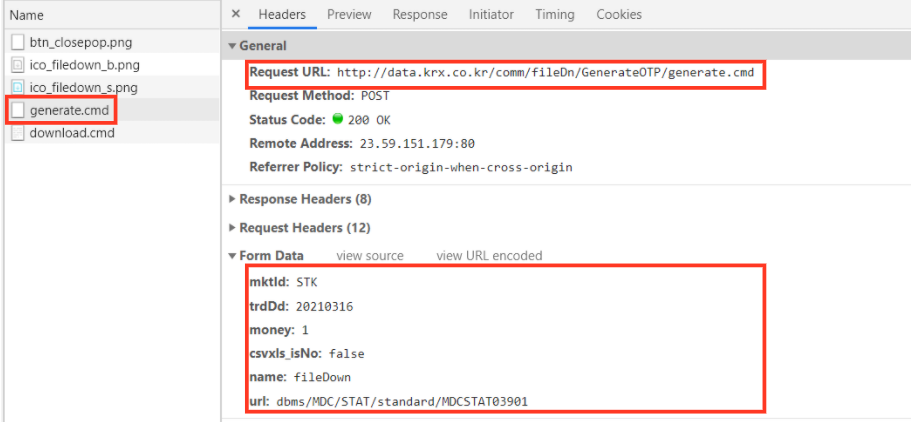 Name
btn_closepop.png
ico_filedown_b.png
ico_filedown_s.png
generate.cmd
download.cmd
× Headers Preview Response Initiator Timing Cookies
▼ General
Request URL: http://data.krx.co.kr/comm/fileDn/GenerateOTP/generate.cmd
Request Method: POST
Status Code: 200 OK
Remote Address: 23.59.151.179:80
Referrer Policy: strict-origin-when-cross-origin
▶ Response Headers (8)
▶ Request Headers (12)
▼ Form Data view source view URL encoded
mktId: STK
trdDd: 20210316
money: 1
csvxls_isNo: false
name: fileDown
url: dbms/MDC/STAT/standard/MDCSTAT03901